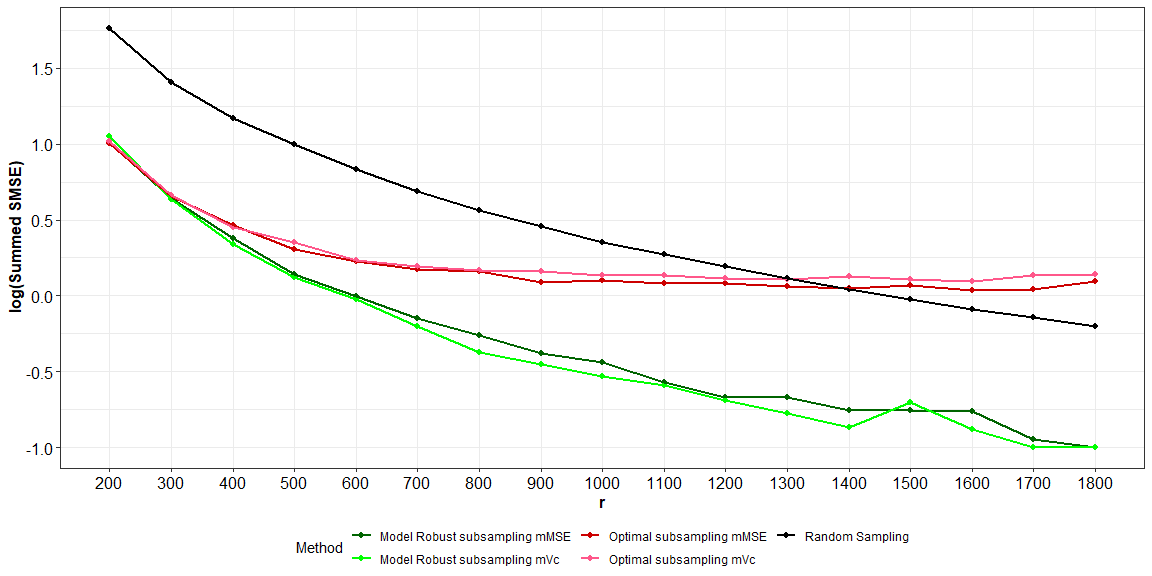 log(Summed SMSE)
1.5
1.0
0.5
0.0
-0.5
-1.0
200 300 400 500 600 700 800 900 1000 1100 1200 1300 1400 1500 1600 1700 1800
r
Method
Model Robust subsampling mMSE Optimal subsampling mMSE Random Sampling
Model Robust subsampling mVc Optimal subsampling mVc